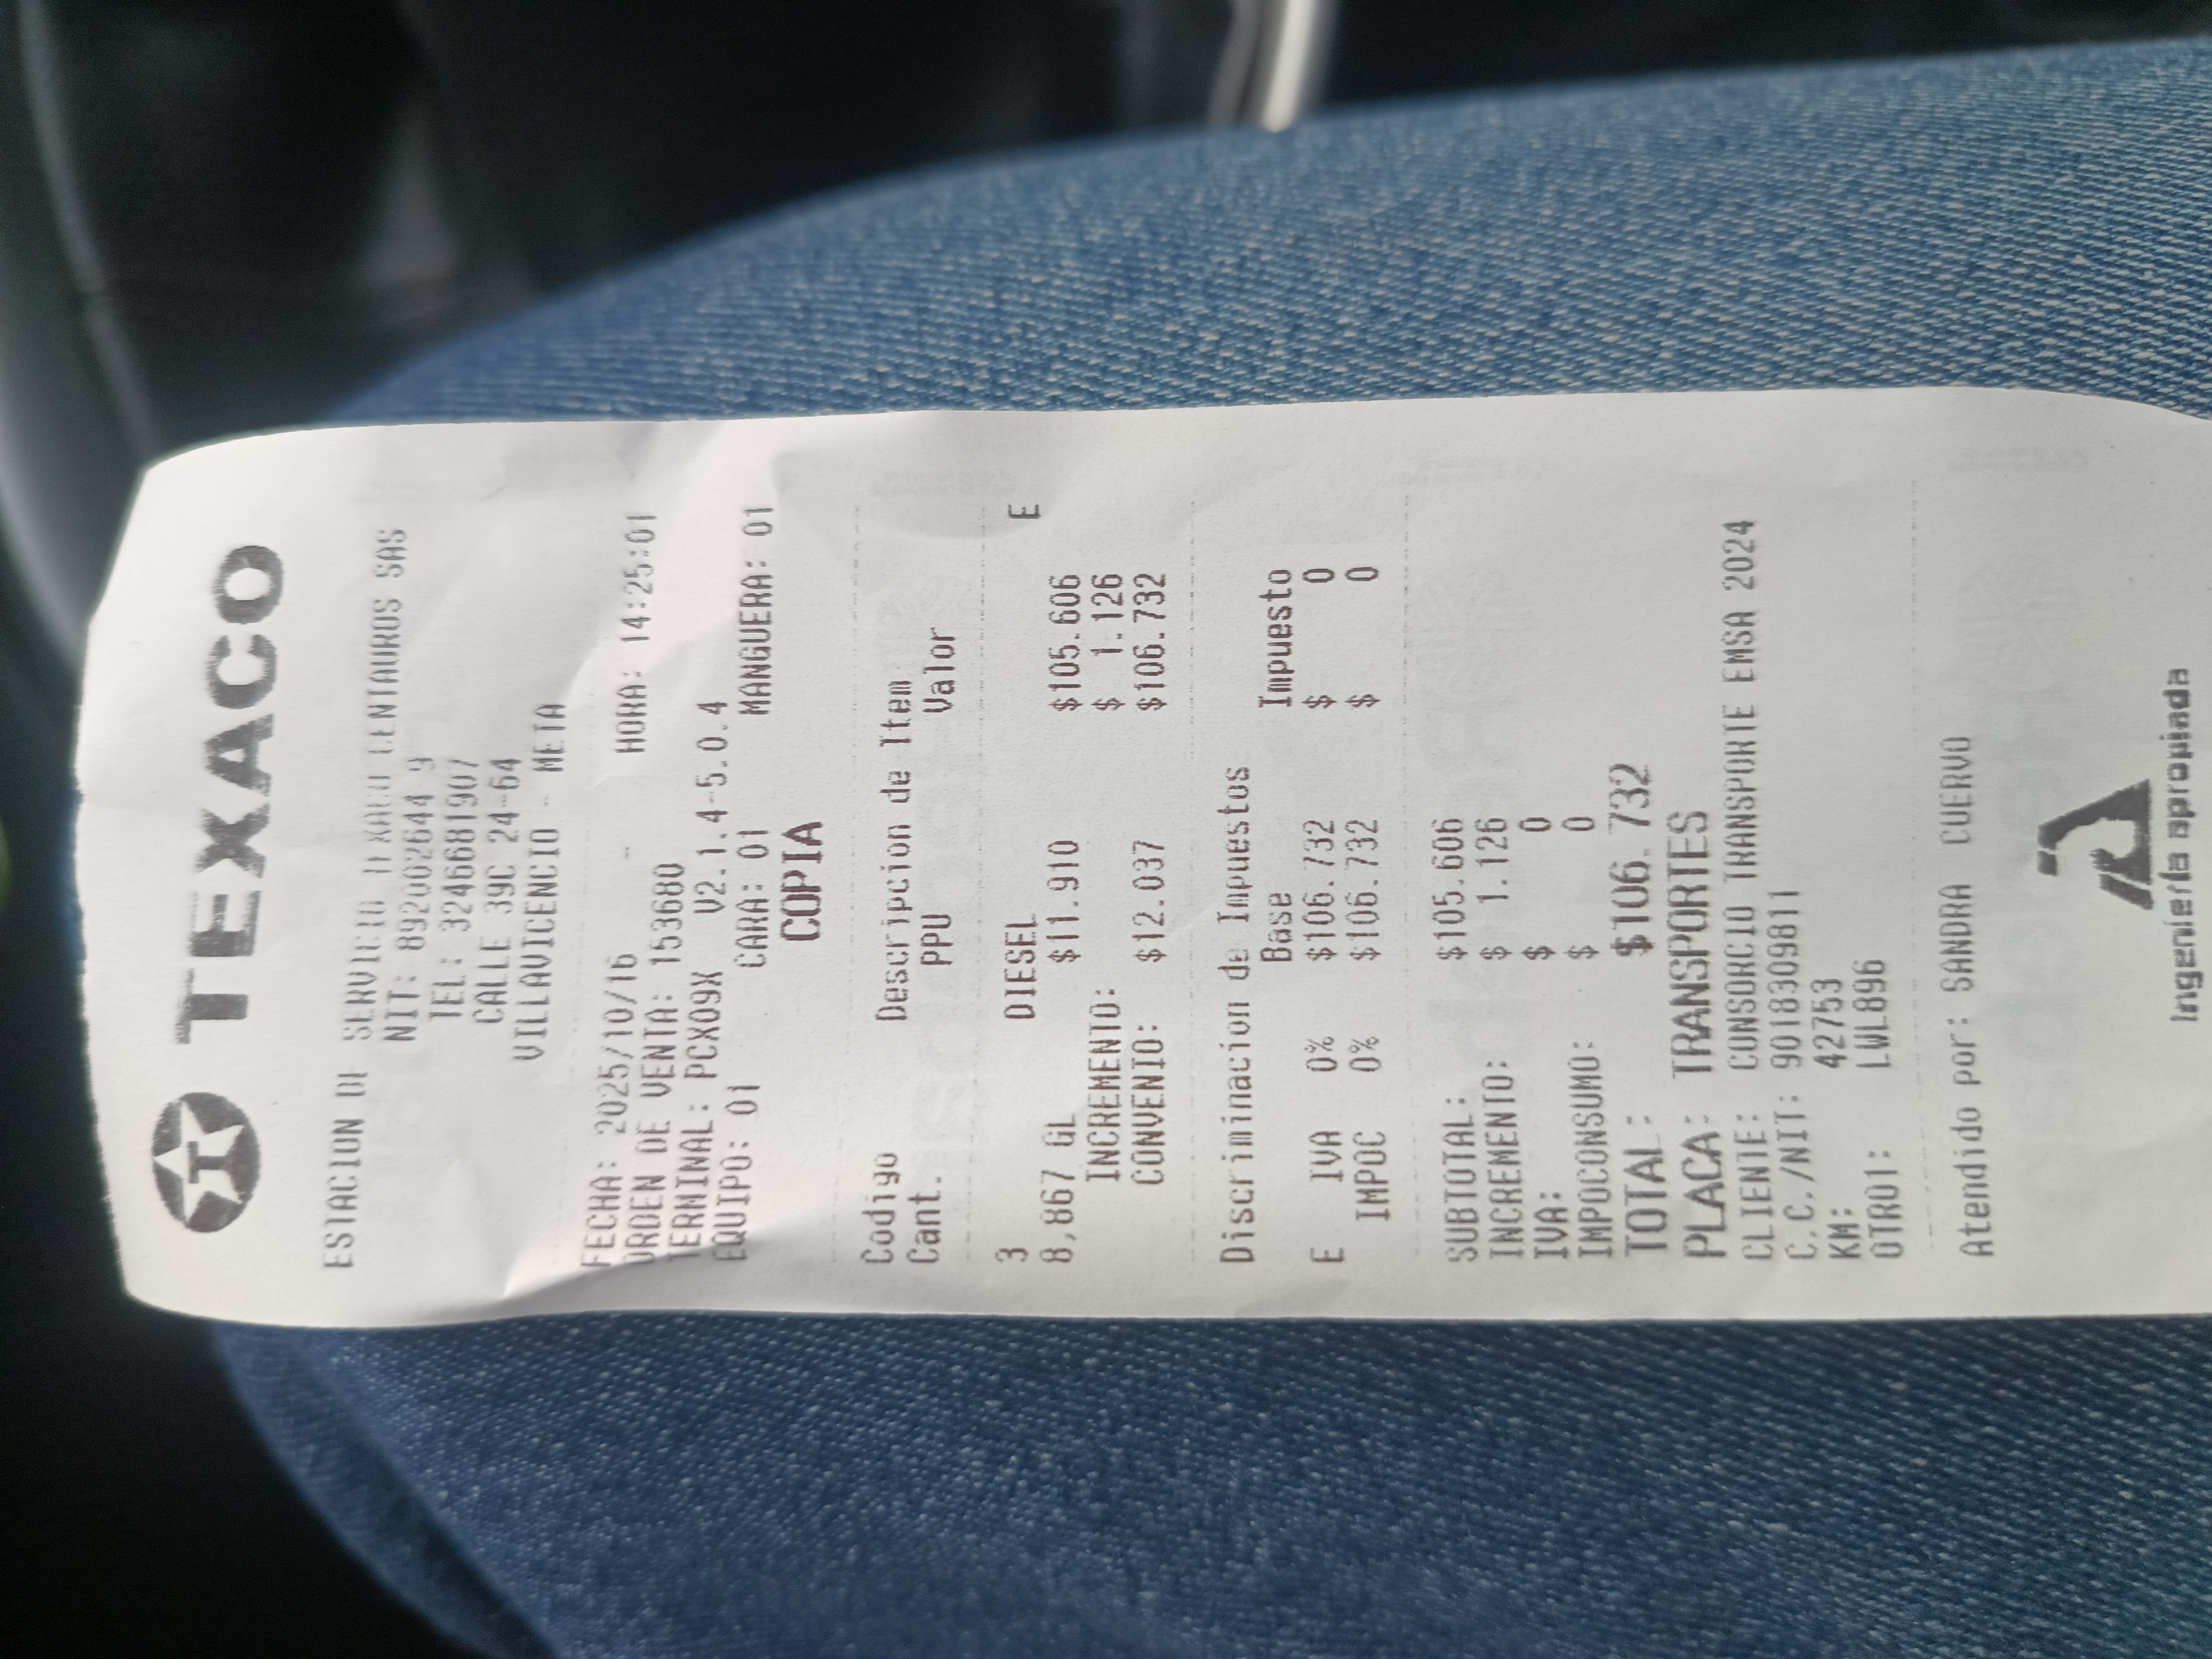 TEXACO
ESTACION DE SERVICIO TEXACO CENTAUROS SAS
NIT: 892002644 9
TEL: 3246681907
CALLE 39C 24-64
VILLAVICENCIO - META
FECHA: 2025/10/16 HORA: 14:25:01
ORDEN DE VENTA: 153680
TERMINAL: PCX09X V2.1.4-5.0.4
EQUIPO: 01 CARA: 01 MANGUERA: 01
COPIA
Codigo Descripcion de Item
Cant. PPU Valor
3 DIESEL E
8,867 GL $11.910 $105.606
INCREMENTO: $ 1.126
CONVENIO: $12.037 $106.732
Discriminacion de Impuestos
Base Impuesto
E IVA 0% $106.732 $ 0
IMPOC 0% $106.732 $ 0
SUBTOTAL: $105.606
INCREMENTO: $ 1.126
IVA: $ 0
IMPOCONSUMO: $ 0
TOTAL: $106.732
PLACA: TRANSPORTES
CLIENTE: CONSORCIO TRANSPORTE EMSA 2024
C.C./NIT: 9018309811
KM: 42753
OTRO1: LWL896
Atendido por: SANDRA CUERVO
Ingeniería apropiada